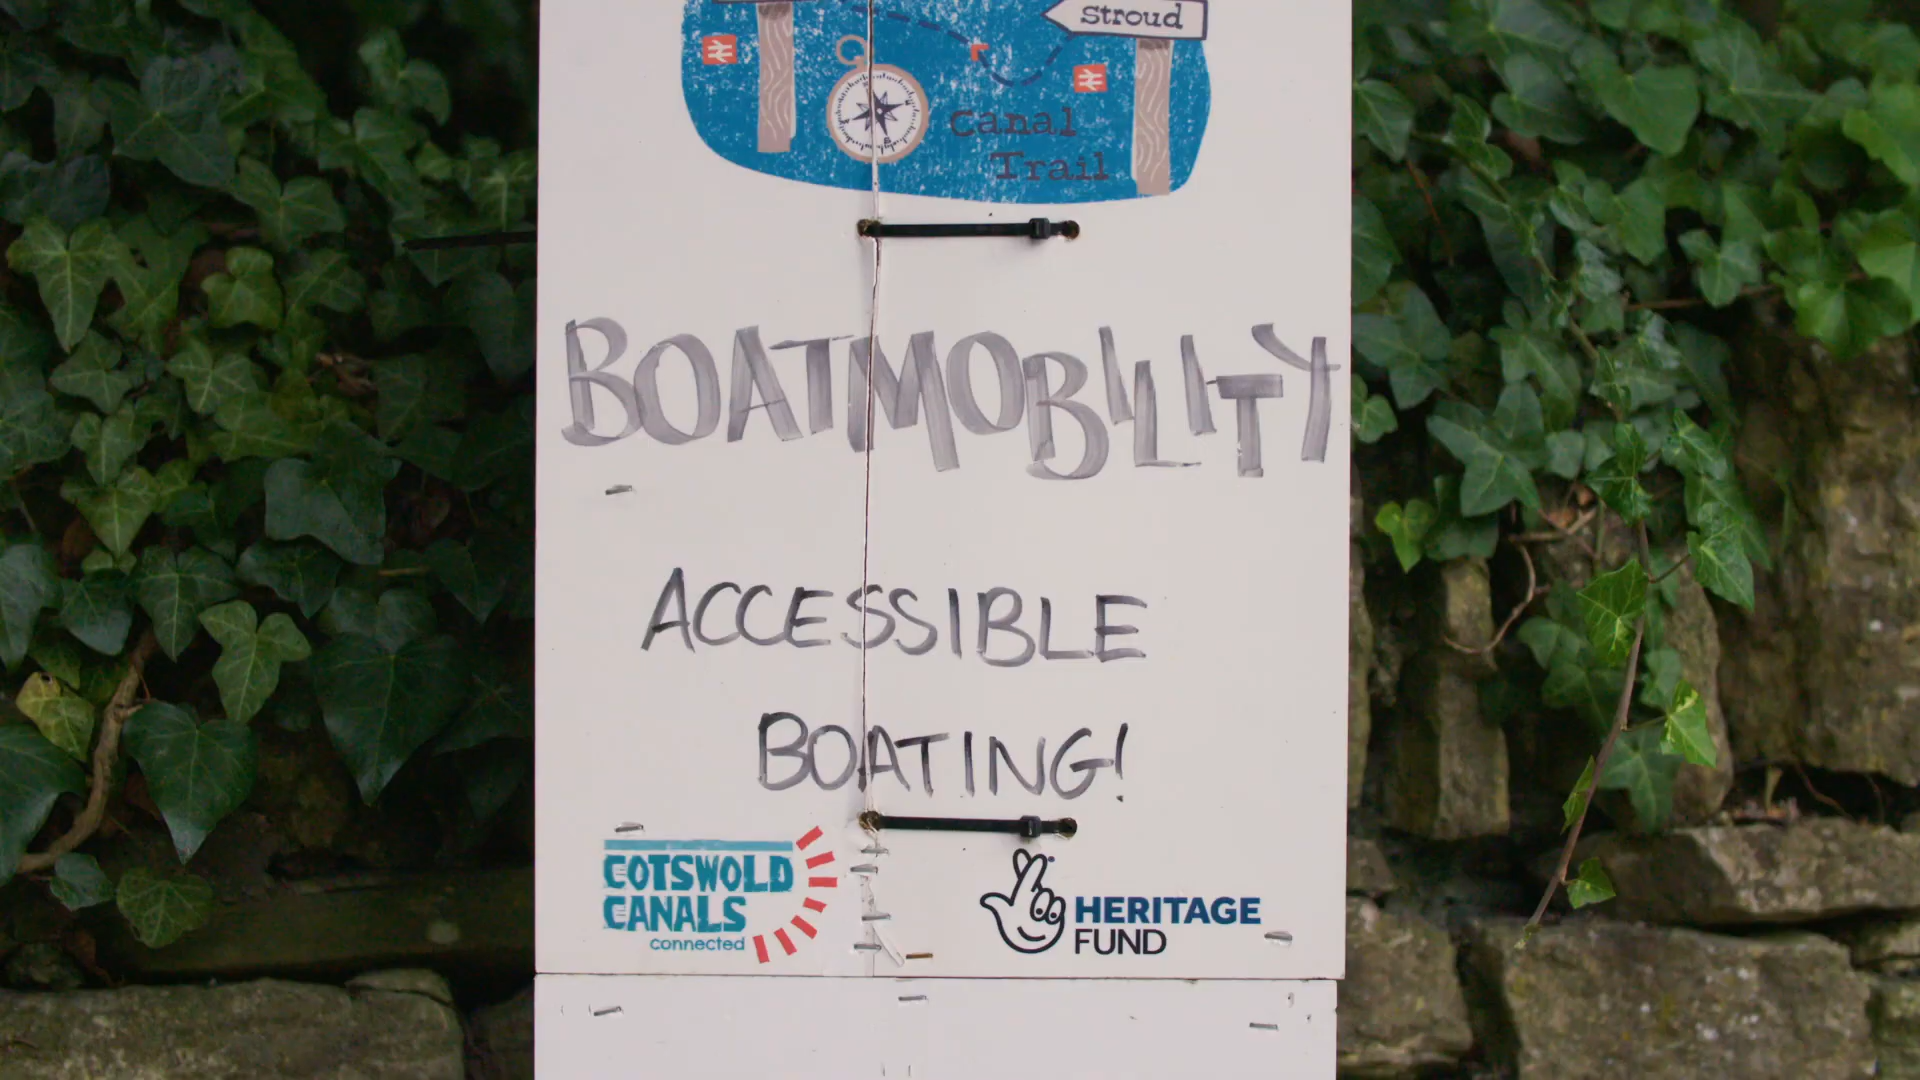 Stroud
Canal
Trail
BOATMOBILITY
ACCESSIBLE
BOATING!
COTSWOLD
CANALS
connected
HERITAGE
FUND